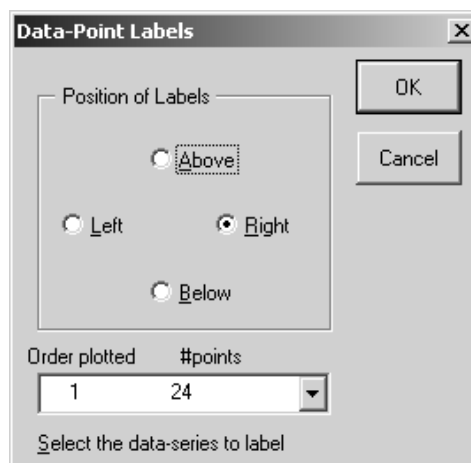 Data-Point Labels
Position of Labels
OK
Above
Cancel
Left Right
Below
Order plotted #points
1 24
Select the data-series to label